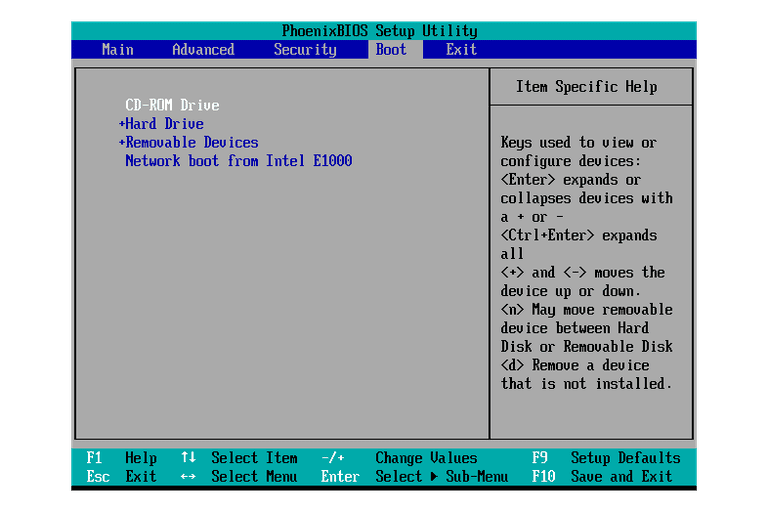 PhoenixBIOS Setup Utility
Main Advanced Security Boot Exit
CD-ROM Drive
+Hard Drive
+Removable Devices
Network boot from Intel E1000
Item Specific Help
Keys used to view or
configure devices:
<Enter> expands or
collapses devices with
a + or -
<Ctrl+Enter> expands
all
<+> and <-> moves the
device up or down.
<n> May move removable
device between Hard
Disk or Removable Disk
<d> Remove a device
that is not installed.
F1 Help ↑↓ Select Item -/+ Change Values F9 Setup Defaults
Esc Exit ↔ Select Menu Enter Select ▶ Sub-Menu F10 Save and Exit